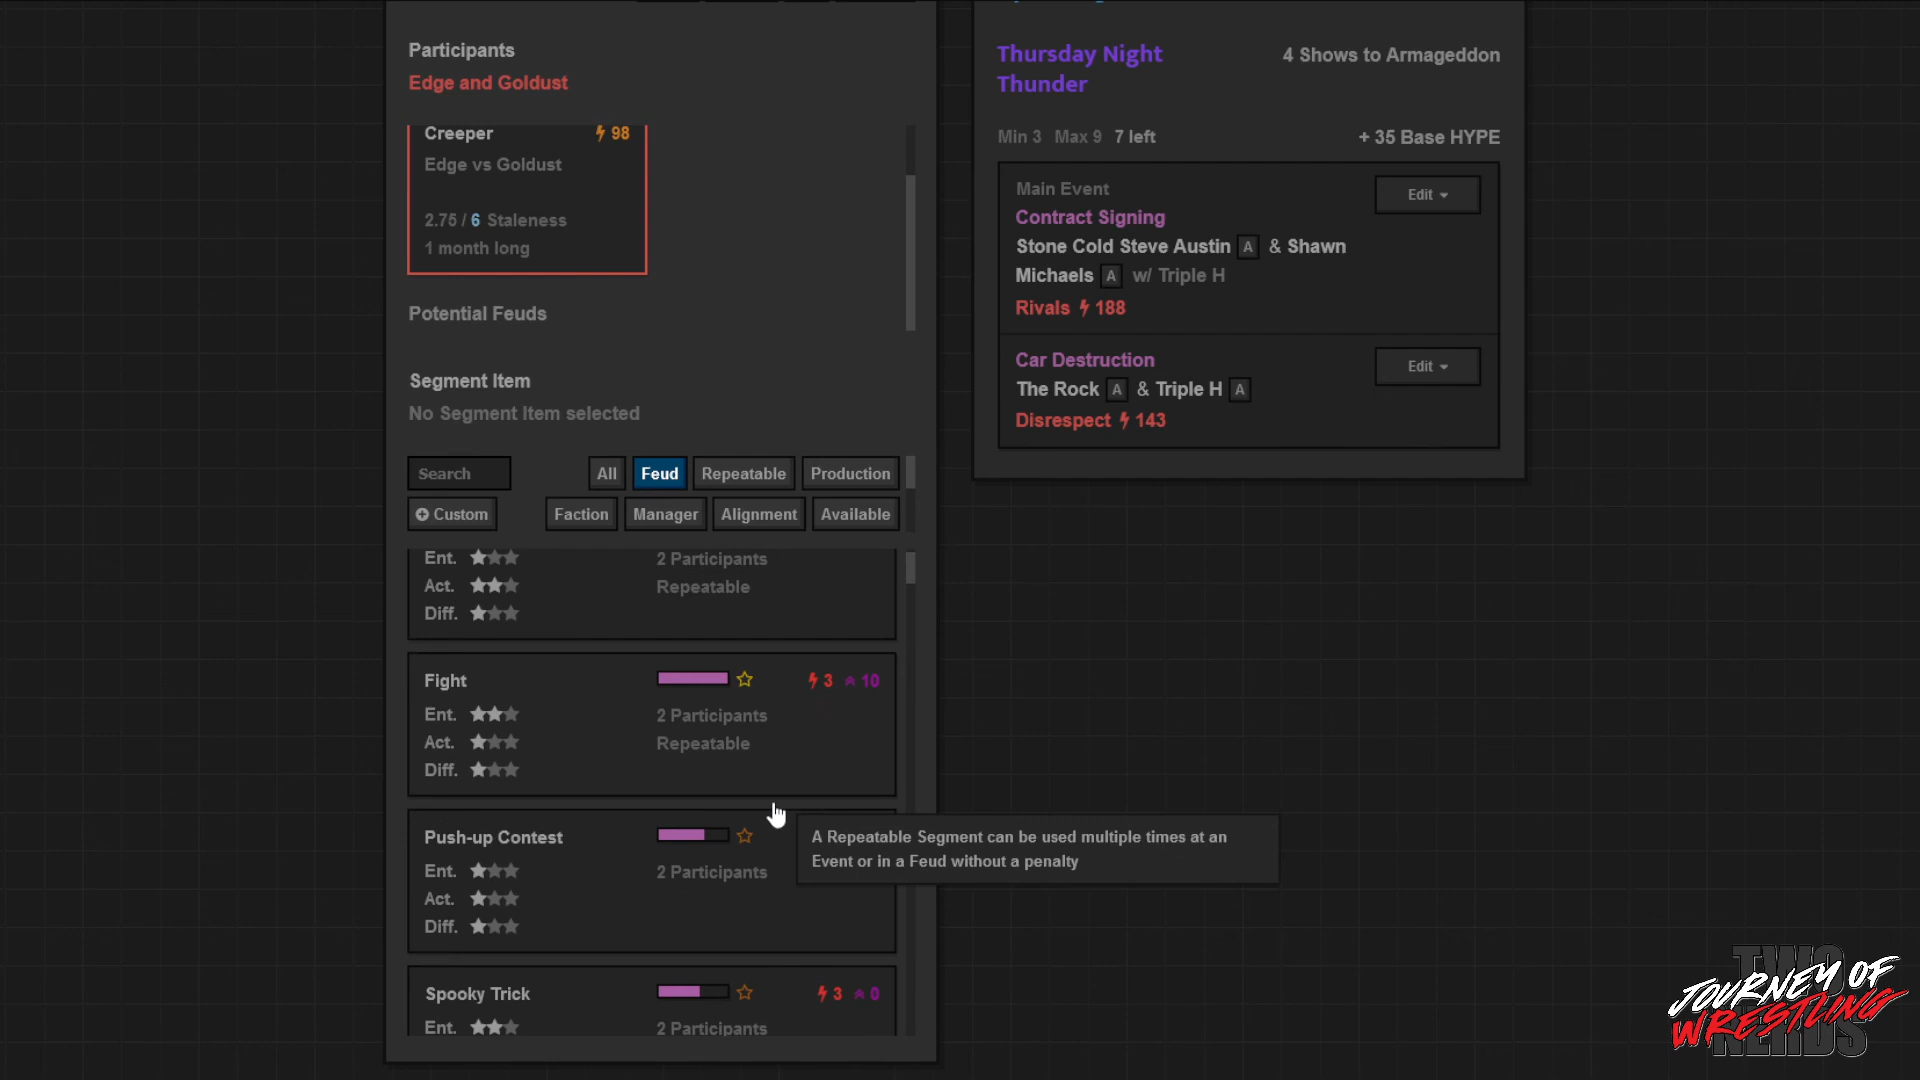 Participants
Edge and Goldust
Creeper 98
Edge vs Goldust
2.75 / 6 Staleness
1 month long
Potential Feuds
Segment Item
No Segment Item selected
Search All Feud Repeatable Production
Custom Faction Manager Alignment Available
Ent. 2 Participants
Act. Repeatable
Diff.
Fight 3 10
Ent. 2 Participants
Act. Repeatable
Diff.
Push-up Contest
Ent. 2 Participants
Act.
Diff.
Spooky Trick 3 0
Ent. 2 Participants
Thursday Night
Thunder
4 Shows to Armageddon
Min 3 Max 9 7 left + 35 Base HYPE
Main Event
Edit
Contract Signing
Stone Cold Steve Austin A & Shawn
Michaels A w/ Triple H
Rivals 188
Car Destruction
Edit
The Rock A & Triple H A
Disrespect 143
A Repeatable Segment can be used multiple times at an
Event or in a Feud without a penalty
TWO
JOURNEY OF
WRESTLING
NERDS